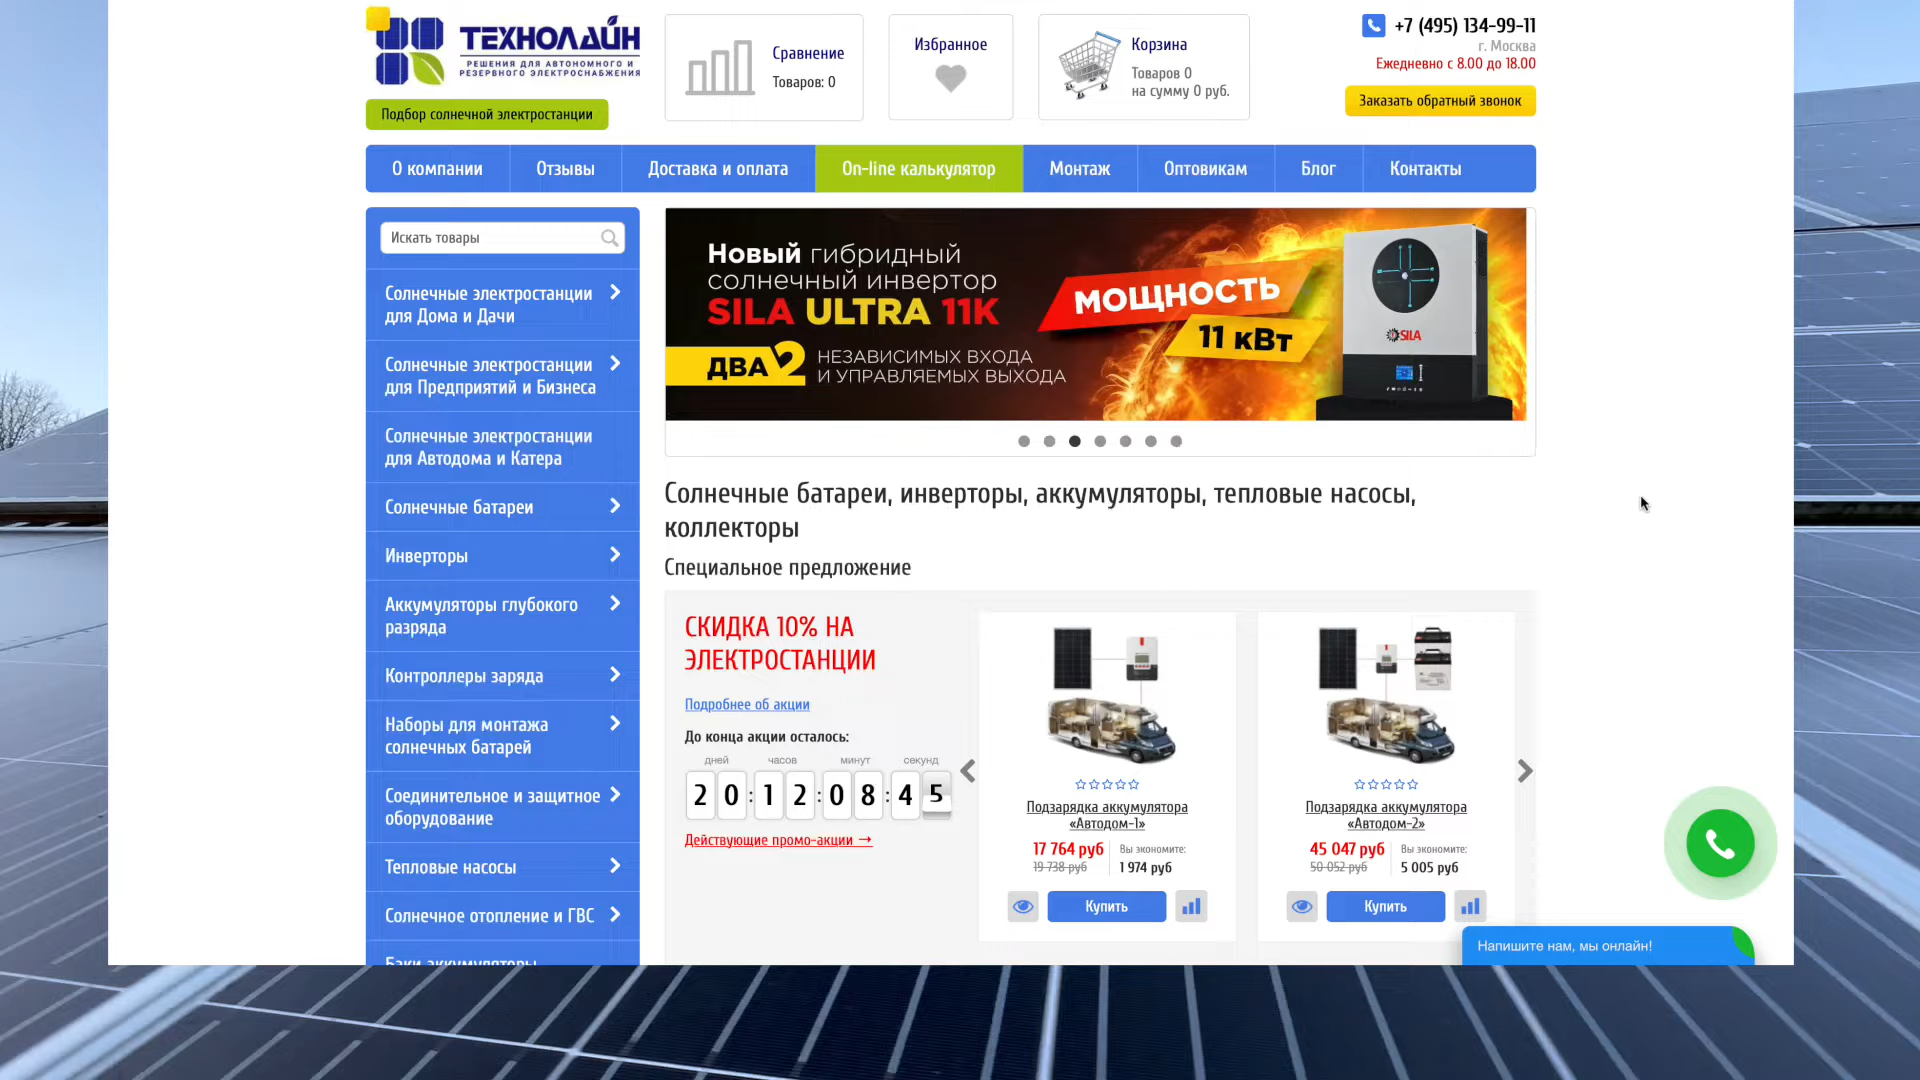 ТЕХНОЛАЙН
РЕШЕНИЯ ДЛЯ АВТОНОМНОГО И
РЕЗЕРВНОГО ЭЛЕКТРОСНАБЖЕНИЯ
Подбор солнечной электростанции
Сравнение
Товаров: 0
Избранное
Корзина
Товаров 0
на сумму 0 руб.
+7 (495) 134-99-11
г. Москва
Ежедневно с 8.00 до 18.00
Заказать обратный звонок
О компании
Отзывы
Доставка и оплата
On-line калькулятор
Монтаж
Оптовикам
Блог
Контакты
Искать товары
Солнечные электростанции
для Дома и Дачи
Солнечные электростанции
для Предприятий и Бизнеса
Солнечные электростанции
для Автодома и Катера
Солнечные батареи
Инверторы
Аккумуляторы глубокого
разряда
Контроллеры заряда
Наборы для монтажа
солнечных батарей
Соединительное и защитное
оборудование
Тепловые насосы
Солнечное отопление и ГВС
Баки аккумуляторы
Новый гибридный
солнечный инвертор
SILA ULTRA 11K
ДВА 2
НЕЗАВИСИМЫХ ВХОДА
И УПРАВЛЯЕМЫХ ВЫХОДА
МОЩНОСТЬ
11 кВт
SILA
Солнечные батареи, инверторы, аккумуляторы, тепловые насосы,
коллекторы
Специальное предложение
СКИДКА 10% НА
ЭЛЕКТРОСТАНЦИИ
Подробнее об акции
До конца акции осталось:
дней часов минут секунд
20:12:08:45
Действующие промо-акции →
Подзарядка аккумулятора
«Автодом-1»
17 764 руб
19 738 руб
Вы экономите:
1 974 руб
Купить
Подзарядка аккумулятора
«Автодом-2»
45 047 руб
50 052 руб
Вы экономите:
5 005 руб
Купить
Напишите нам, мы онлайн!